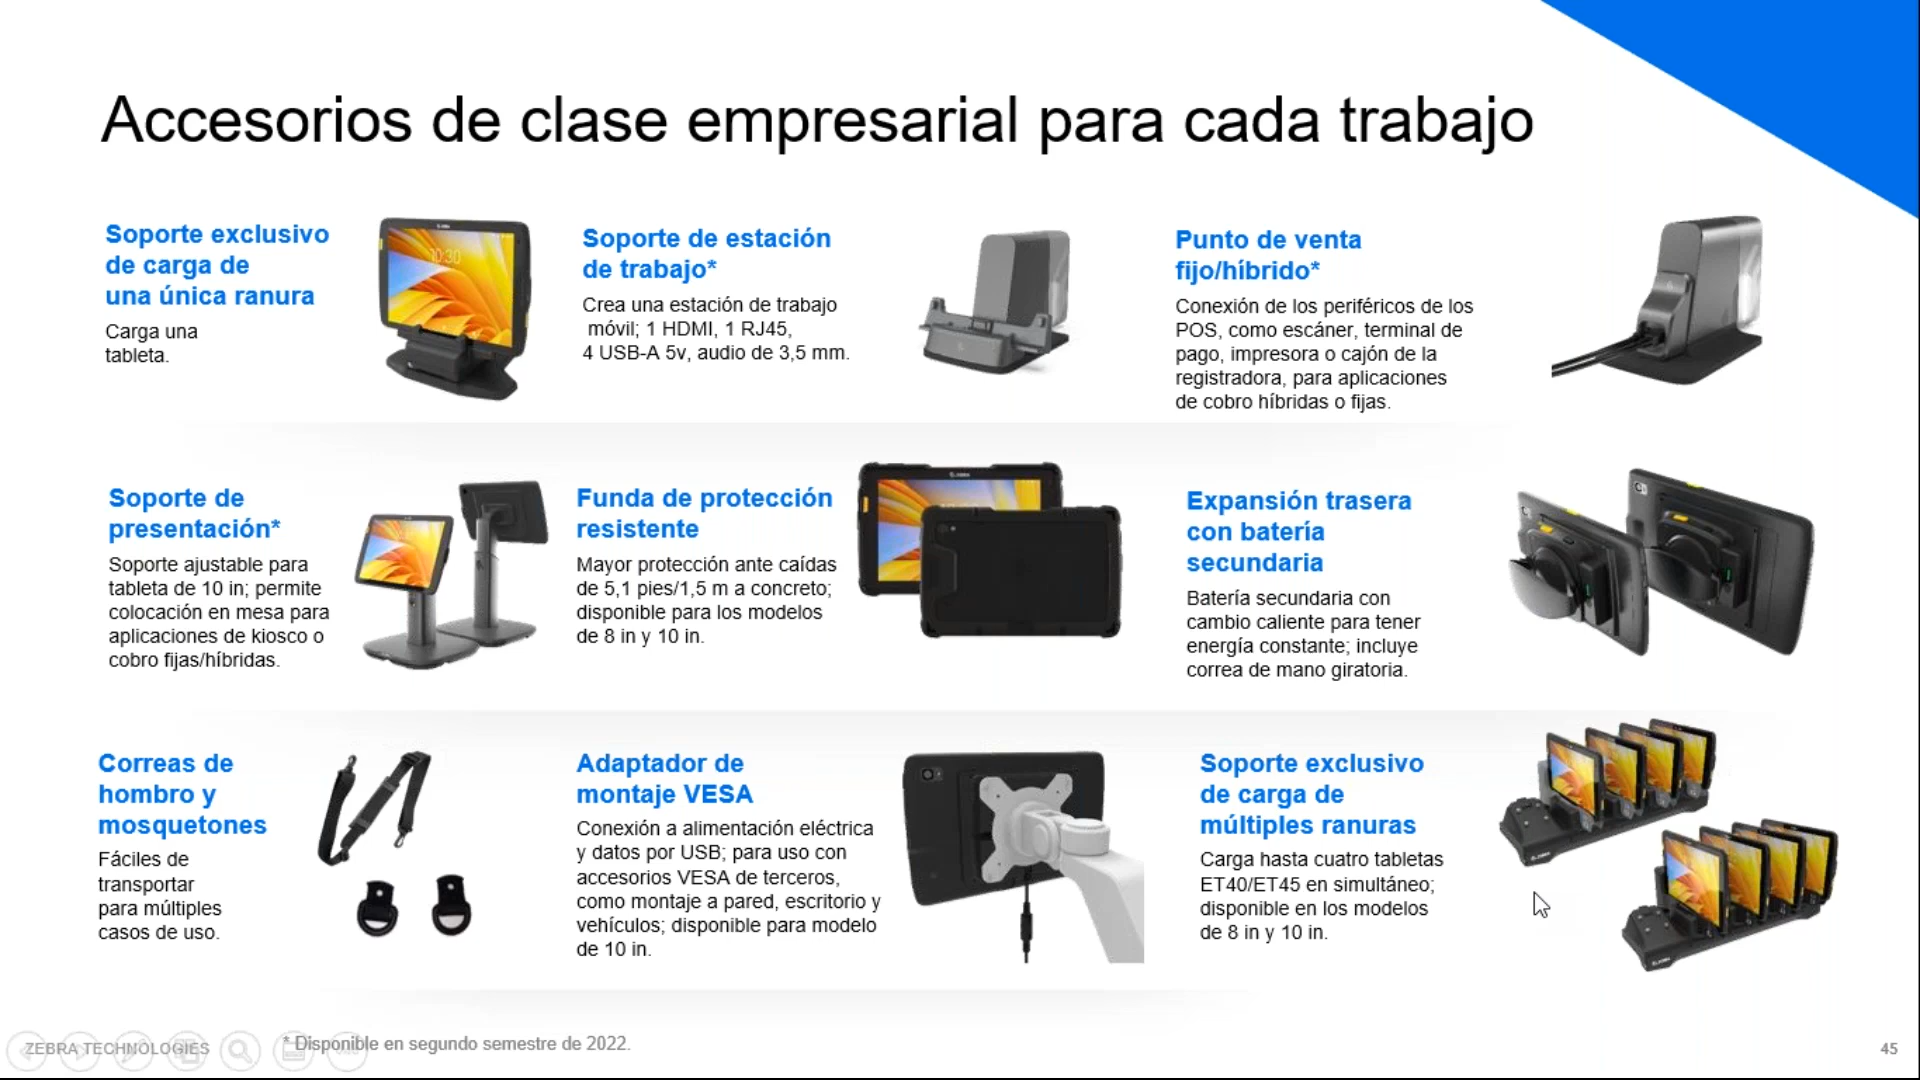 Accesorios de clase empresarial para cada trabajo
Soporte exclusivo
de carga de
una única ranura
Carga una
tableta.
10:30
Soporte de estación
de trabajo*
Crea una estación de trabajo
móvil; 1 HDMI, 1 RJ45,
4 USB-A 5v, audio de 3,5 mm.
Punto de venta
fijo/híbrido*
Conexión de los periféricos de los
POS, como escáner, terminal de
pago, impresora o cajón de la
registradora, para aplicaciones
de cobro híbridas o fijas.
Soporte de
presentación*
Soporte ajustable para
tableta de 10 in; permite
colocación en mesa para
aplicaciones de kiosco o
cobro fijas/híbridas.
Funda de protección
resistente
Mayor protección ante caídas
de 5,1 pies/1,5 m a concreto;
disponible para los modelos
de 8 in y 10 in.
Expansión trasera
con batería
secundaria
Batería secundaria con
cambio caliente para tener
energía constante; incluye
correa de mano giratoria.
Correas de
hombro y
mosquetones
Fáciles de
transportar
para múltiples
casos de uso.
Adaptador de
montaje VESA
Conexión a alimentación eléctrica
y datos por USB; para uso con
accesorios VESA de terceros,
como montaje a pared, escritorio y
vehículos; disponible para modelo
de 10 in.
Soporte exclusivo
de carga de
múltiples ranuras
Carga hasta cuatro tabletas
ET40/ET45 en simultáneo;
disponible en los modelos
de 8 in y 10 in.
ZEBRA TECHNOLOGIES
* Disponible en segundo semestre de 2022.
45